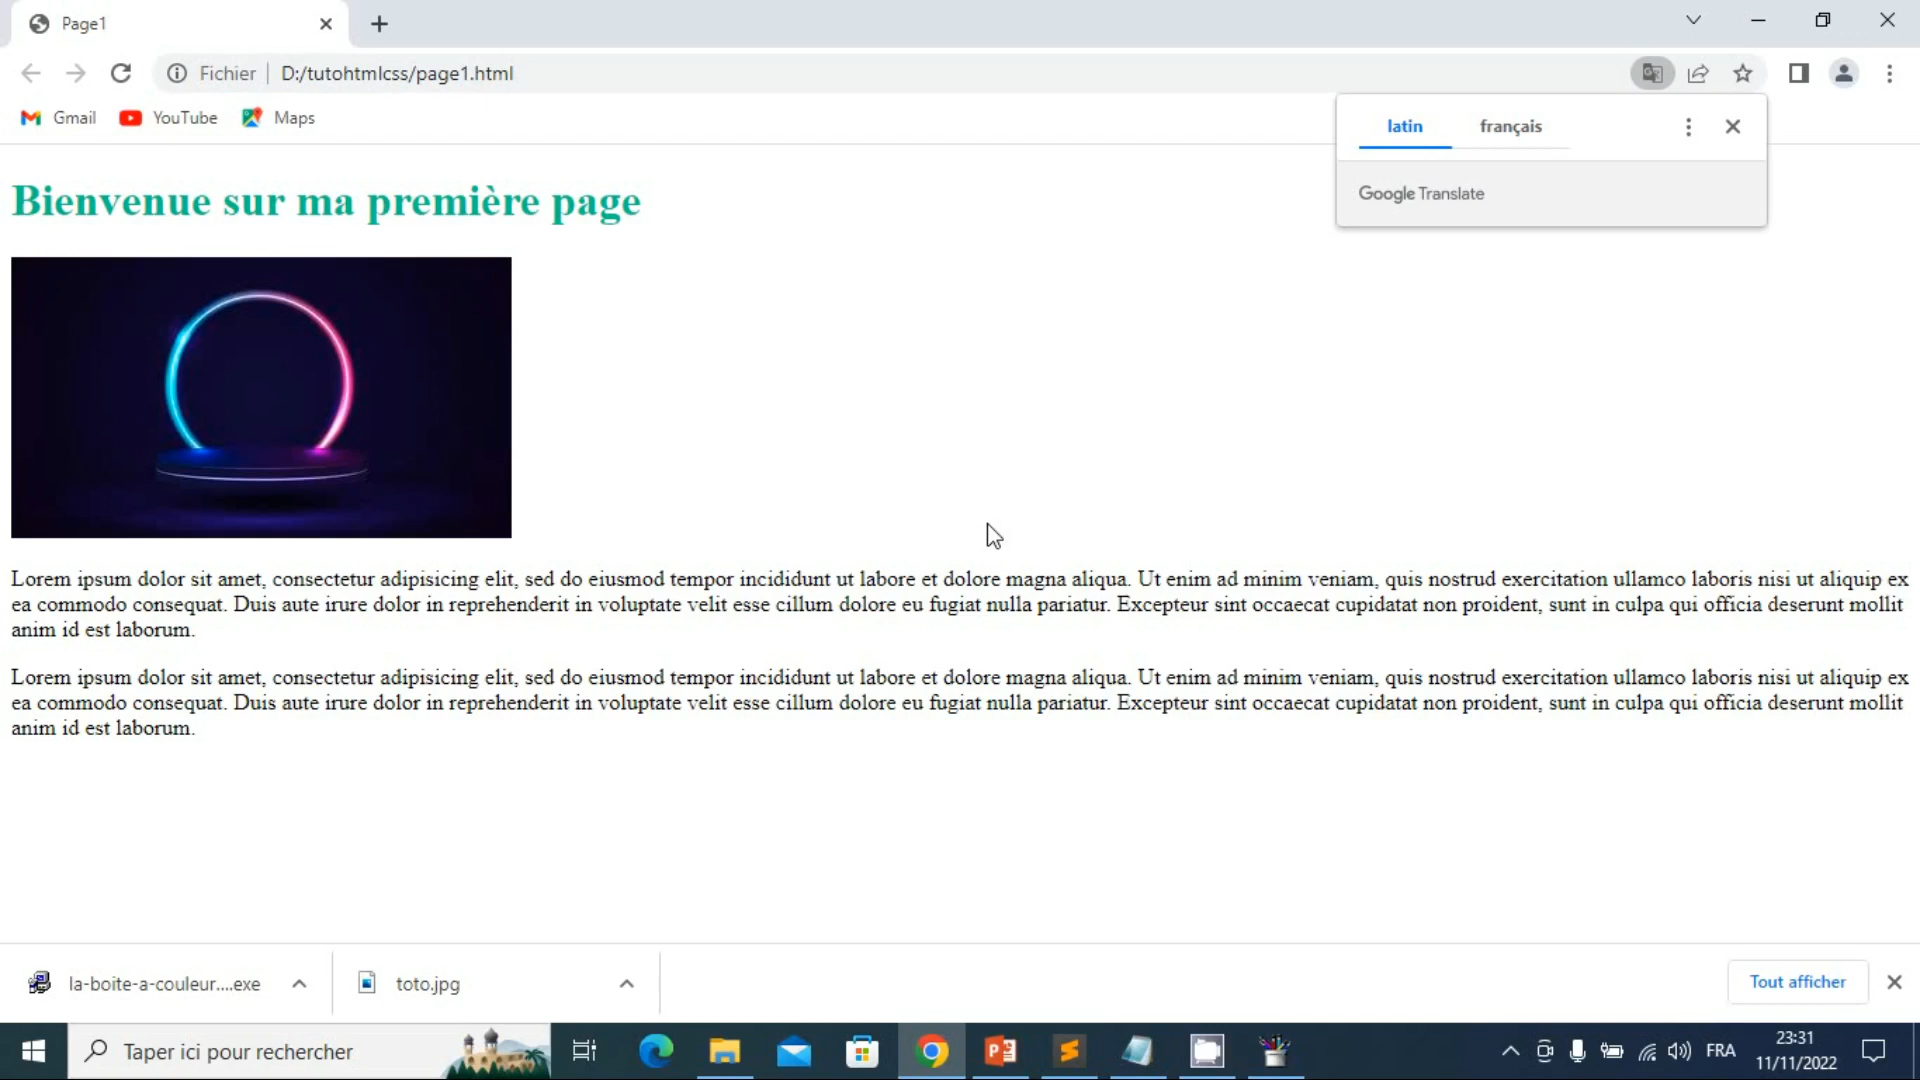 Page1
Fichier D:/tutohtmlcss/page1.html
Gmail YouTube Maps
latin français
Google Translate
Bienvenue sur ma première page
Lorem ipsum dolor sit amet, consectetur adipisicing elit, sed do eiusmod tempor incididunt ut labore et dolore magna aliqua. Ut enim ad minim veniam, quis nostrud exercitation ullamco laboris nisi ut aliquip ex
ea commodo consequat. Duis aute irure dolor in reprehenderit in voluptate velit esse cillum dolore eu fugiat nulla pariatur. Excepteur sint occaecat cupidatat non proident, sunt in culpa qui officia deserunt mollit
anim id est laborum.
Lorem ipsum dolor sit amet, consectetur adipisicing elit, sed do eiusmod tempor incididunt ut labore et dolore magna aliqua. Ut enim ad minim veniam, quis nostrud exercitation ullamco laboris nisi ut aliquip ex
ea commodo consequat. Duis aute irure dolor in reprehenderit in voluptate velit esse cillum dolore eu fugiat nulla pariatur. Excepteur sint occaecat cupidatat non proident, sunt in culpa qui officia deserunt mollit
anim id est laborum.
la-boite-a-couleur....exe toto.jpg Tout afficher
Taper ici pour rechercher
FRA
23:31
11/11/2022